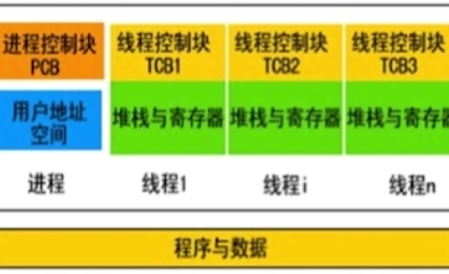 进程控制块
PCB
线程控制块
TCB1
线程控制块
TCB2
线程控制块
TCB3
用户地址
空间
堆栈与寄存器
堆栈与寄存器
堆栈与寄存器
进程
线程1
线程i
线程n
程序与数据